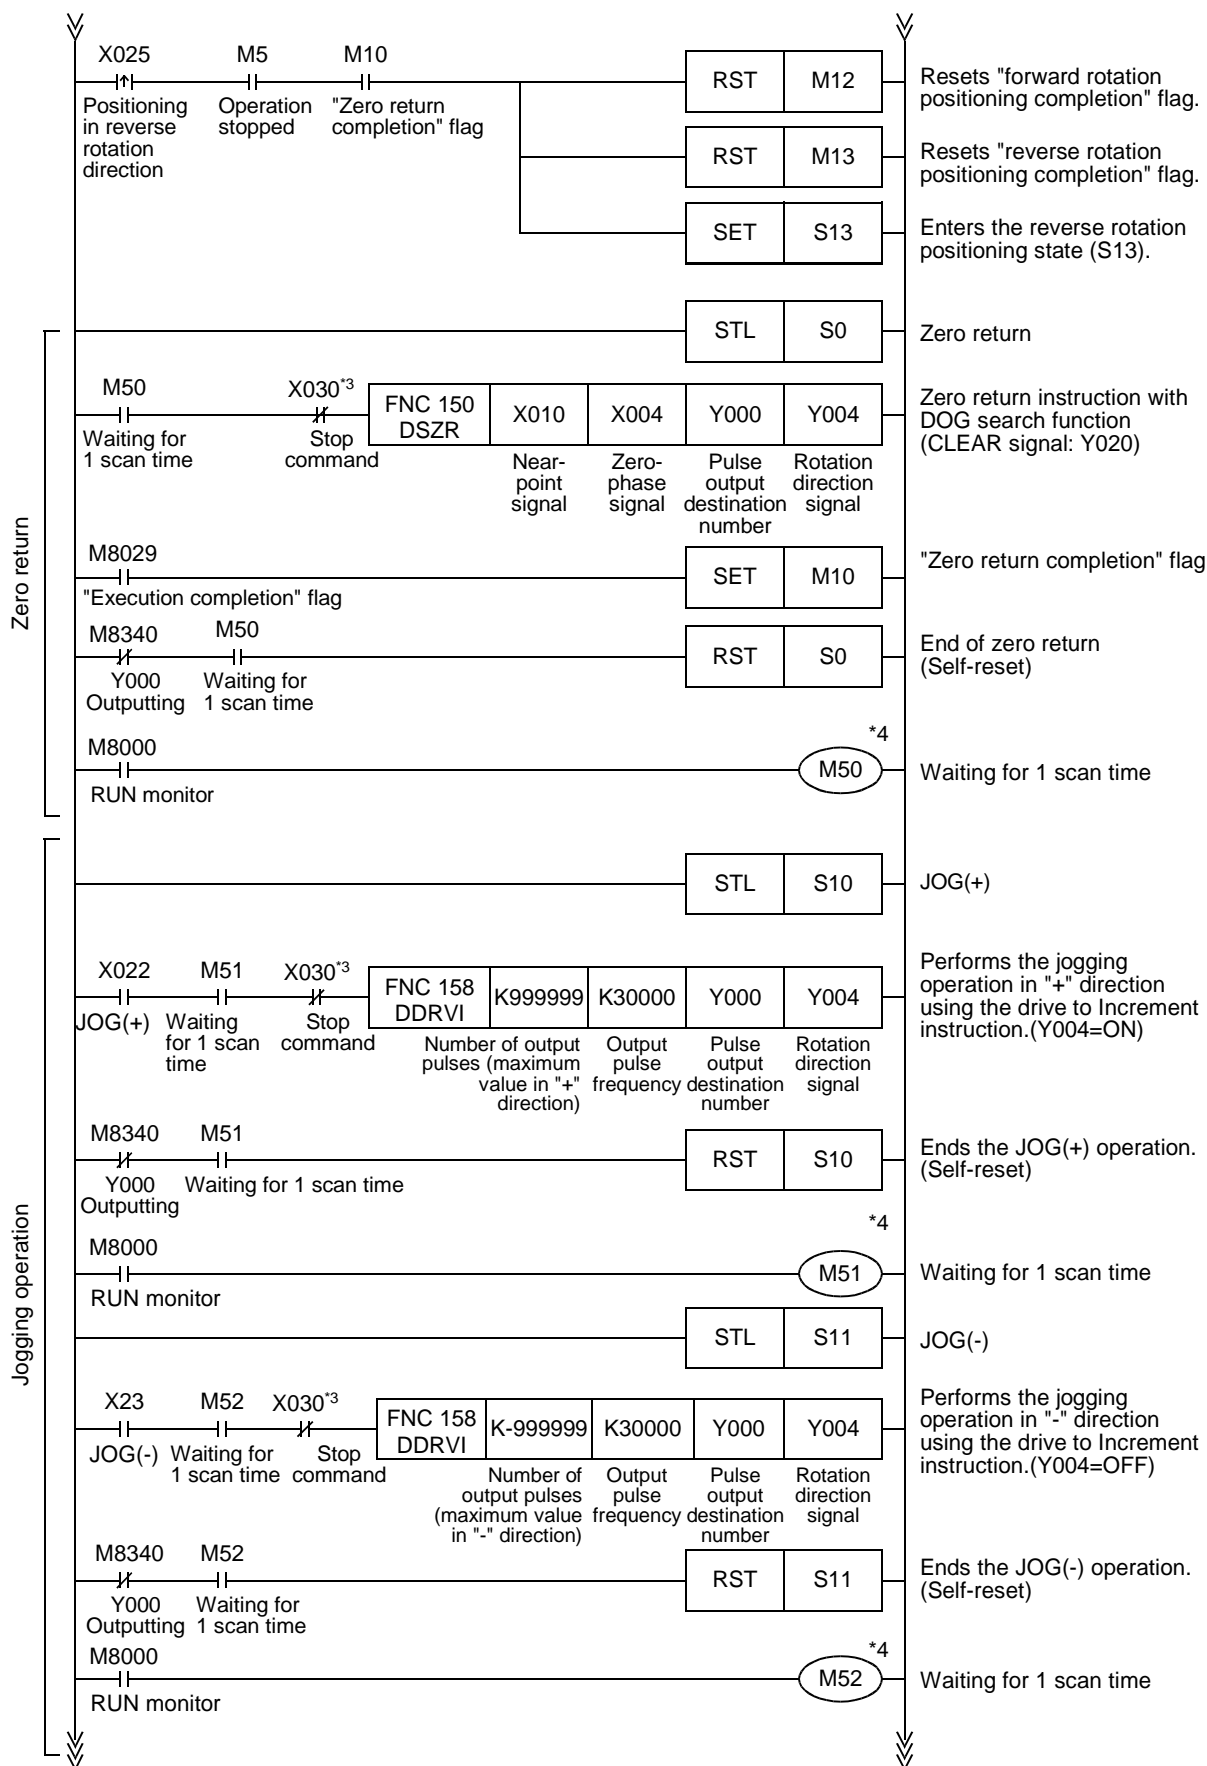 X025 M5 M10
RST M12
Resets "forward rotation
positioning completion" flag.
Positioning
in reverse
rotation
direction
Operation
stopped
"Zero return
completion" flag
RST M13
Resets "reverse rotation
positioning completion" flag.
SET S13
Enters the reverse rotation
positioning state (S13).
Zero return
STL S0
Zero return
M50 X030*3
FNC 150
DSZR
X010 X004 Y000 Y004
Zero return instruction with
DOG search function
(CLEAR signal: Y020)
Waiting for
1 scan time
Stop
command
Near-
point
signal
Zero-
phase
signal
Pulse
output
destination
number
Rotation
direction
signal
M8029
SET M10
"Zero return completion" flag
"Execution completion" flag
M8340 M50
RST S0
End of zero return
(Self-reset)
Y000
Outputting
Waiting for
1 scan time
M8000
*4
M50
Waiting for 1 scan time
RUN monitor
Jogging operation
STL S10
JOG(+)
X022 M51 X030*3
FNC 158
DDRVI
K999999 K30000 Y000 Y004
Performs the jogging
operation in "+" direction
using the drive to Increment
instruction.(Y004=ON)
JOG(+)
Waiting
for 1 scan
time
Stop
command
Number of output
pulses (maximum
value in "+"
direction)
Output
pulse
frequency
Pulse
output
destination
number
Rotation
direction
signal
M8340 M51
RST S10
Ends the JOG(+) operation.
(Self-reset)
Y000
Outputting
Waiting for 1 scan time
M8000
*4
M51
Waiting for 1 scan time
RUN monitor
STL S11
JOG(-)
X23 M52 X030*3
FNC 158
DDRVI
K-999999 K30000 Y000 Y004
Performs the jogging
operation in "-" direction
using the drive to Increment
instruction.(Y004=OFF)
JOG(-)
Waiting for
1 scan time
Stop
command
Number of
output pulses
(maximum value
in "-" direction)
Output
pulse
frequency
Pulse
output
destination
number
Rotation
direction
signal
M8340 M52
RST S11
Ends the JOG(-) operation.
(Self-reset)
Y000
Outputting
Waiting for
1 scan time
M8000
*4
M52
Waiting for 1 scan time
RUN monitor